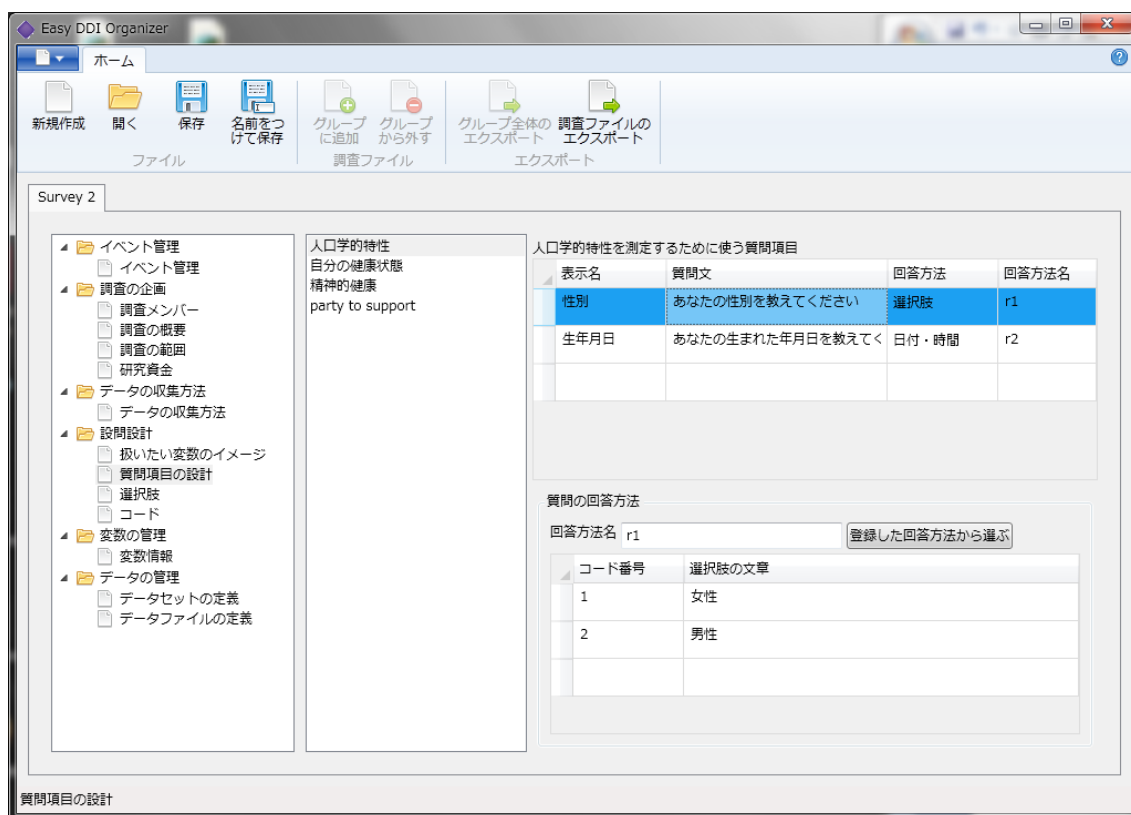 Easy DDI Organizer
ホーム
新規作成
開く
保存
名前をつ
けて保存
ファイル
グループ
に追加
グループ
から外す
調査ファイル
グループ全体の
エクスポート
調査ファイルの
エクスポート
エクスポート
Survey 2
イベント管理
イベント管理
調査の企画
調査メンバー
調査の概要
調査の範囲
研究資金
データの収集方法
データの収集方法
設問設計
扱いたい変数のイメージ
質問項目の設計
選択肢
コード
変数の管理
変数情報
データの管理
データセットの定義
データファイルの定義
人口学的特性
自分の健康状態
精神的健康
party to support
人口学的特性を測定するために使う質問項目
表示名 質問文 回答方法 回答方法名
性別 あなたの性別を教えてください 選択肢 r1
生年月日 あなたの生まれた年月日を教えてく 日付・時間 r2
質問の回答方法
回答方法名 r1 登録した回答方法から選ぶ
コード番号 選択肢の文章
1 女性
2 男性
質問項目の設計